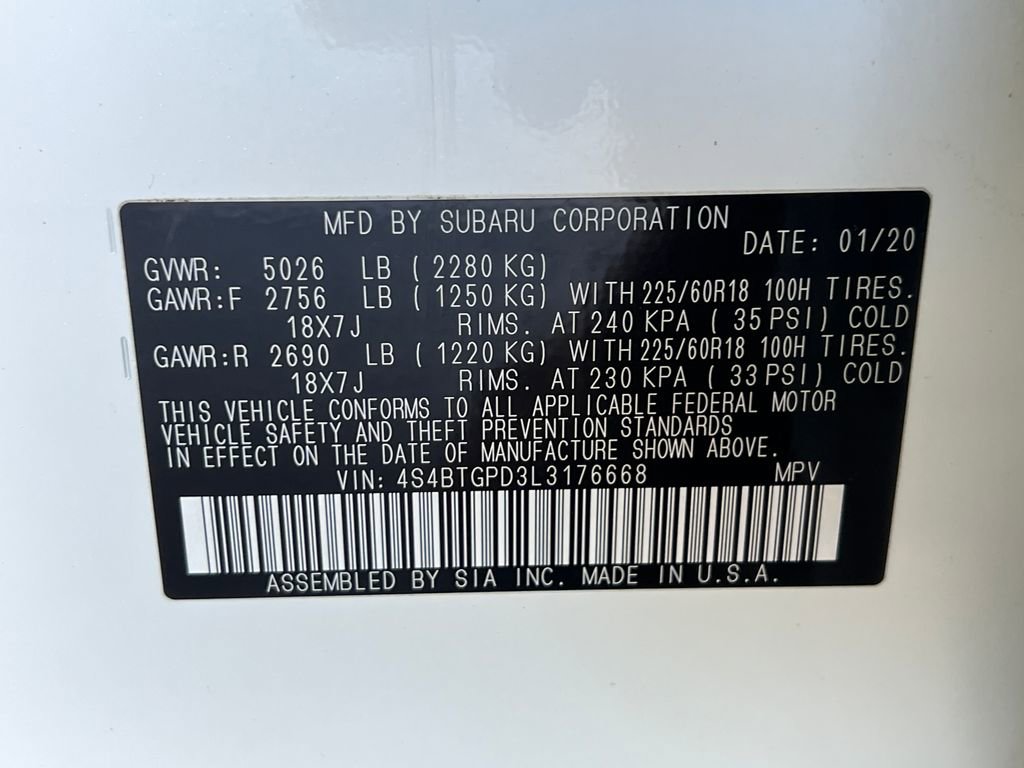 MFD BY SUBARU CORPORATION
DATE: 01/20
GVWR: 5026 LB ( 2280 KG)
GAWR:F 2756 LB ( 1250 KG) WITH 225/60R18 100H TIRES.
18X7J RIMS. AT 240 KPA ( 35 PSI) COLD
GAWR:R 2690 LB ( 1220 KG) WITH 225/60R18 100H TIRES.
18X7J RIMS. AT 230 KPA ( 33 PSI) COLD
THIS VEHICLE CONFORMS TO ALL APPLICABLE FEDERAL MOTOR
VEHICLE SAFETY AND THEFT PREVENTION STANDARDS
IN EFFECT ON THE DATE OF MANUFACTURE SHOWN ABOVE.
VIN: 4S4BTGPD3L3176668 MPV
ASSEMBLED BY SIA INC. MADE IN U.S.A.